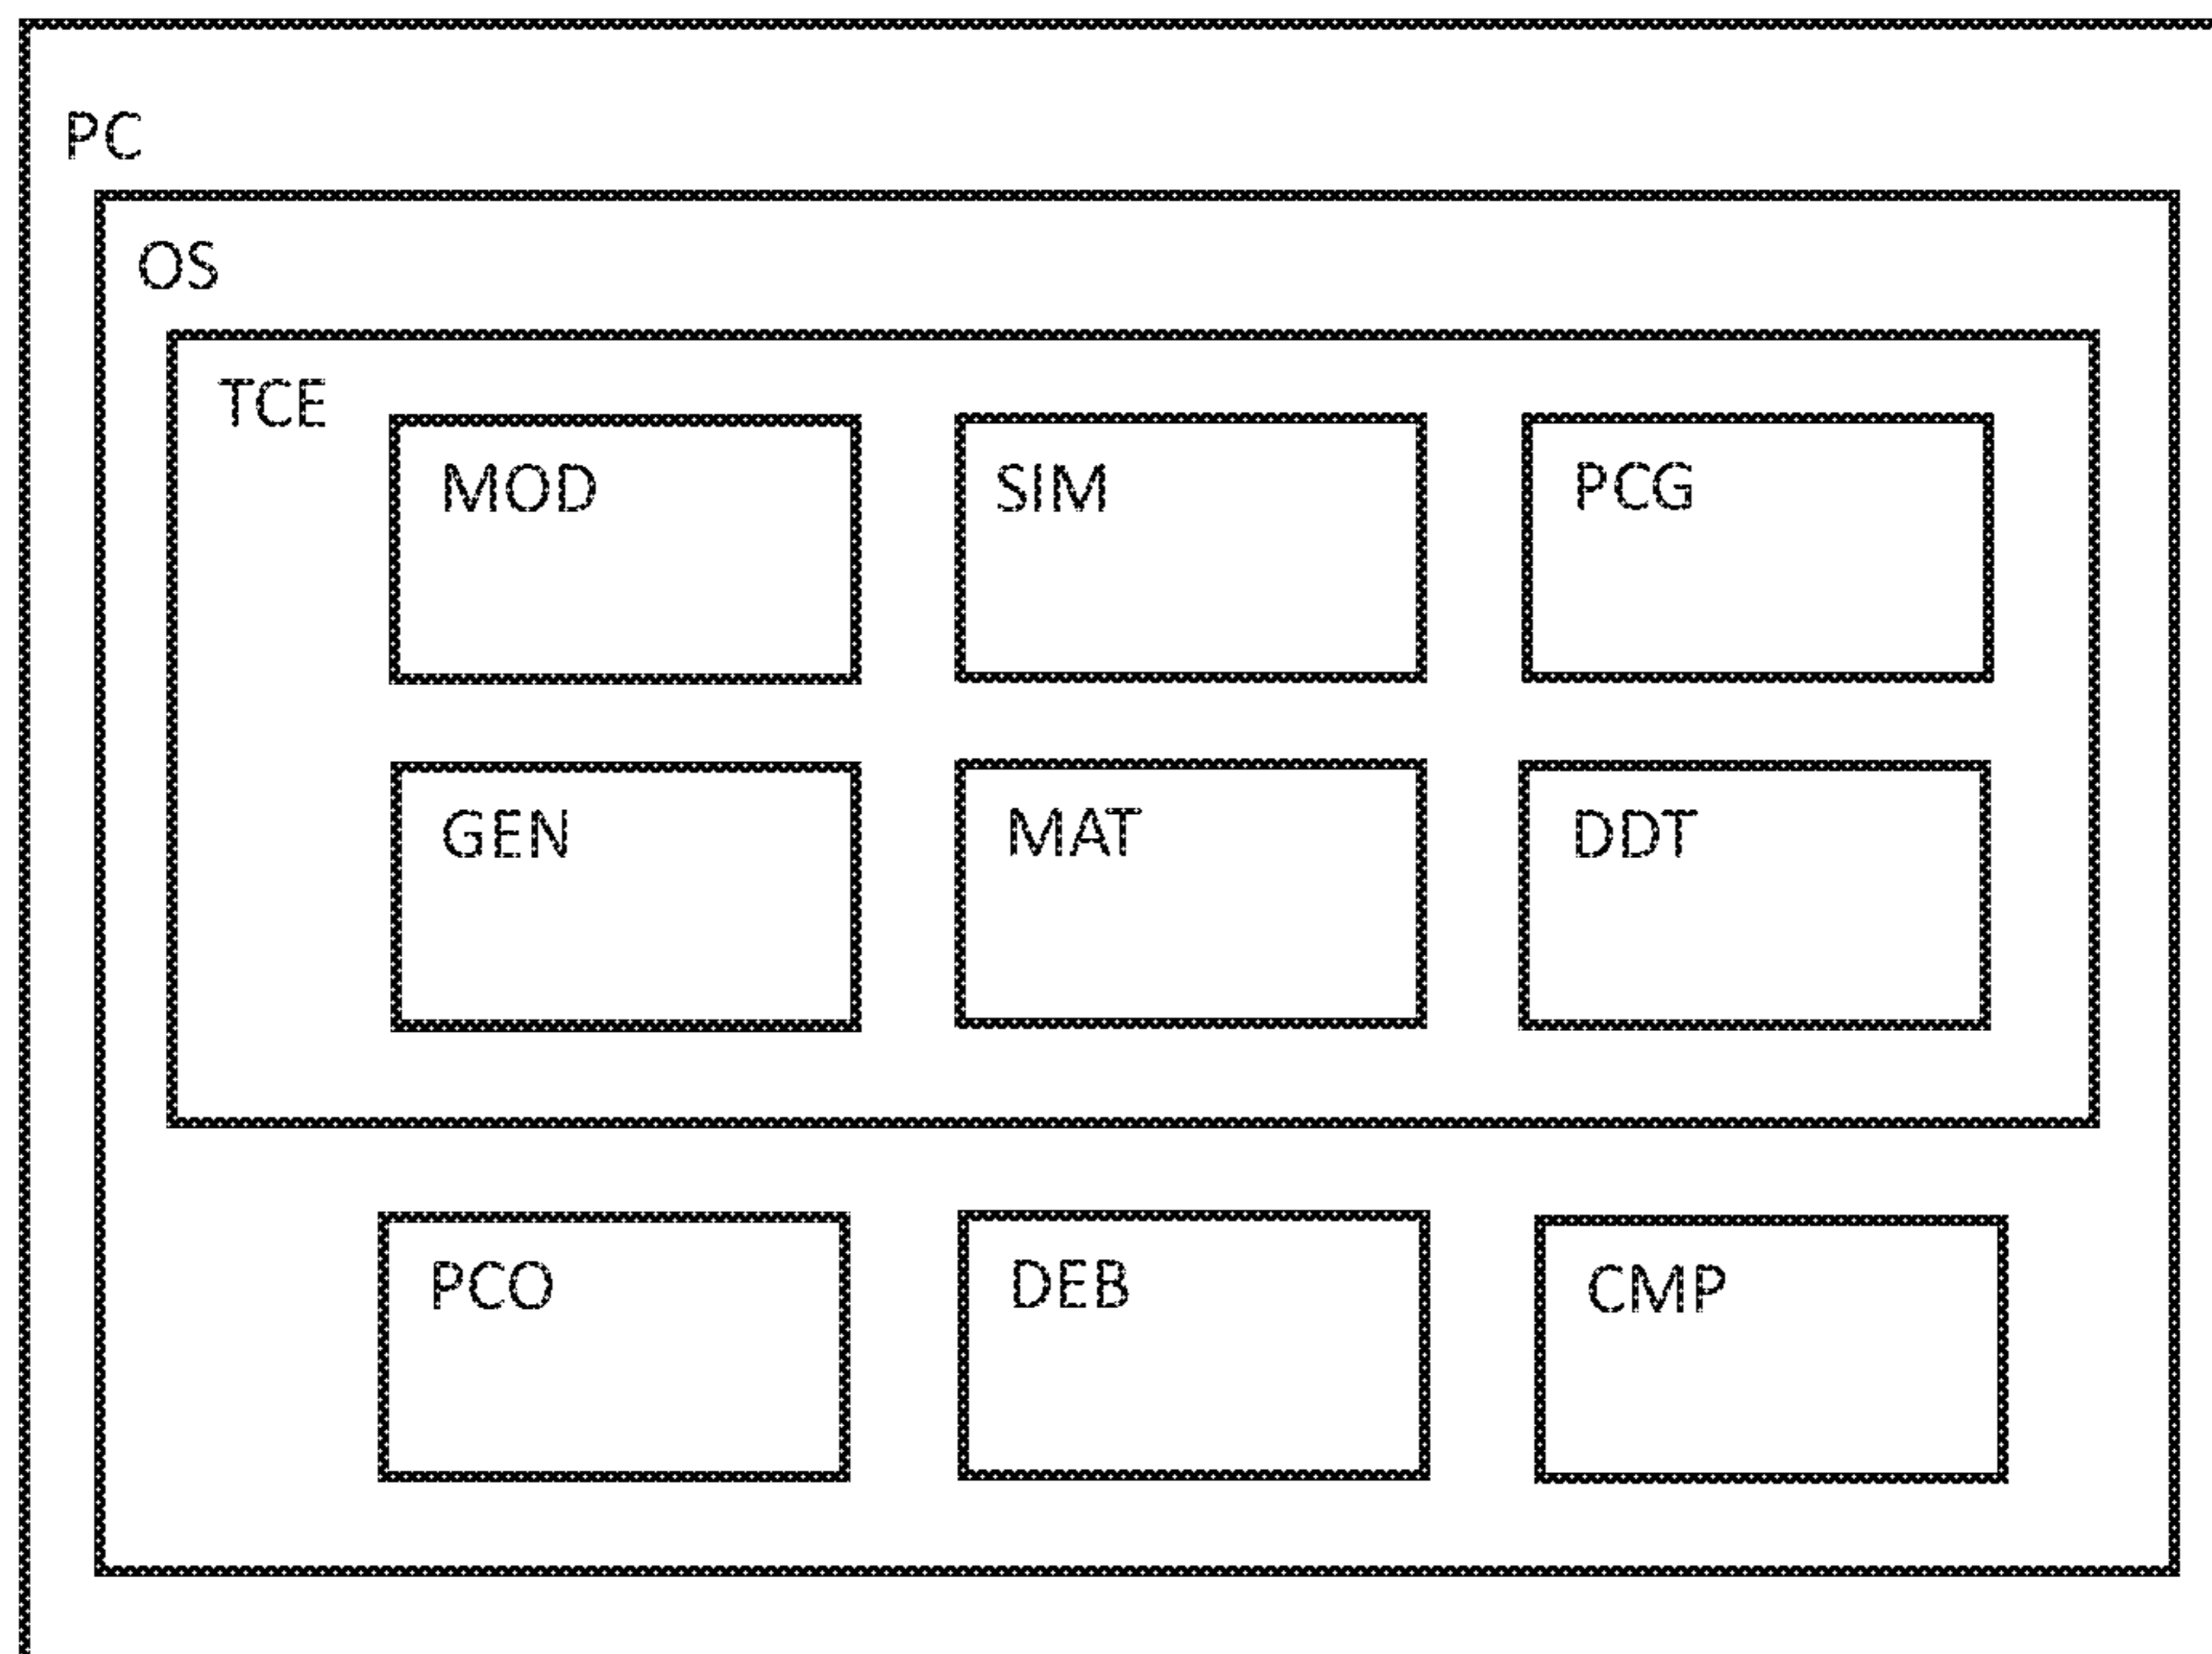 PC
OS
TCE
MOD SIM PCG
GEN MAT DDT
PCO DEB CMP